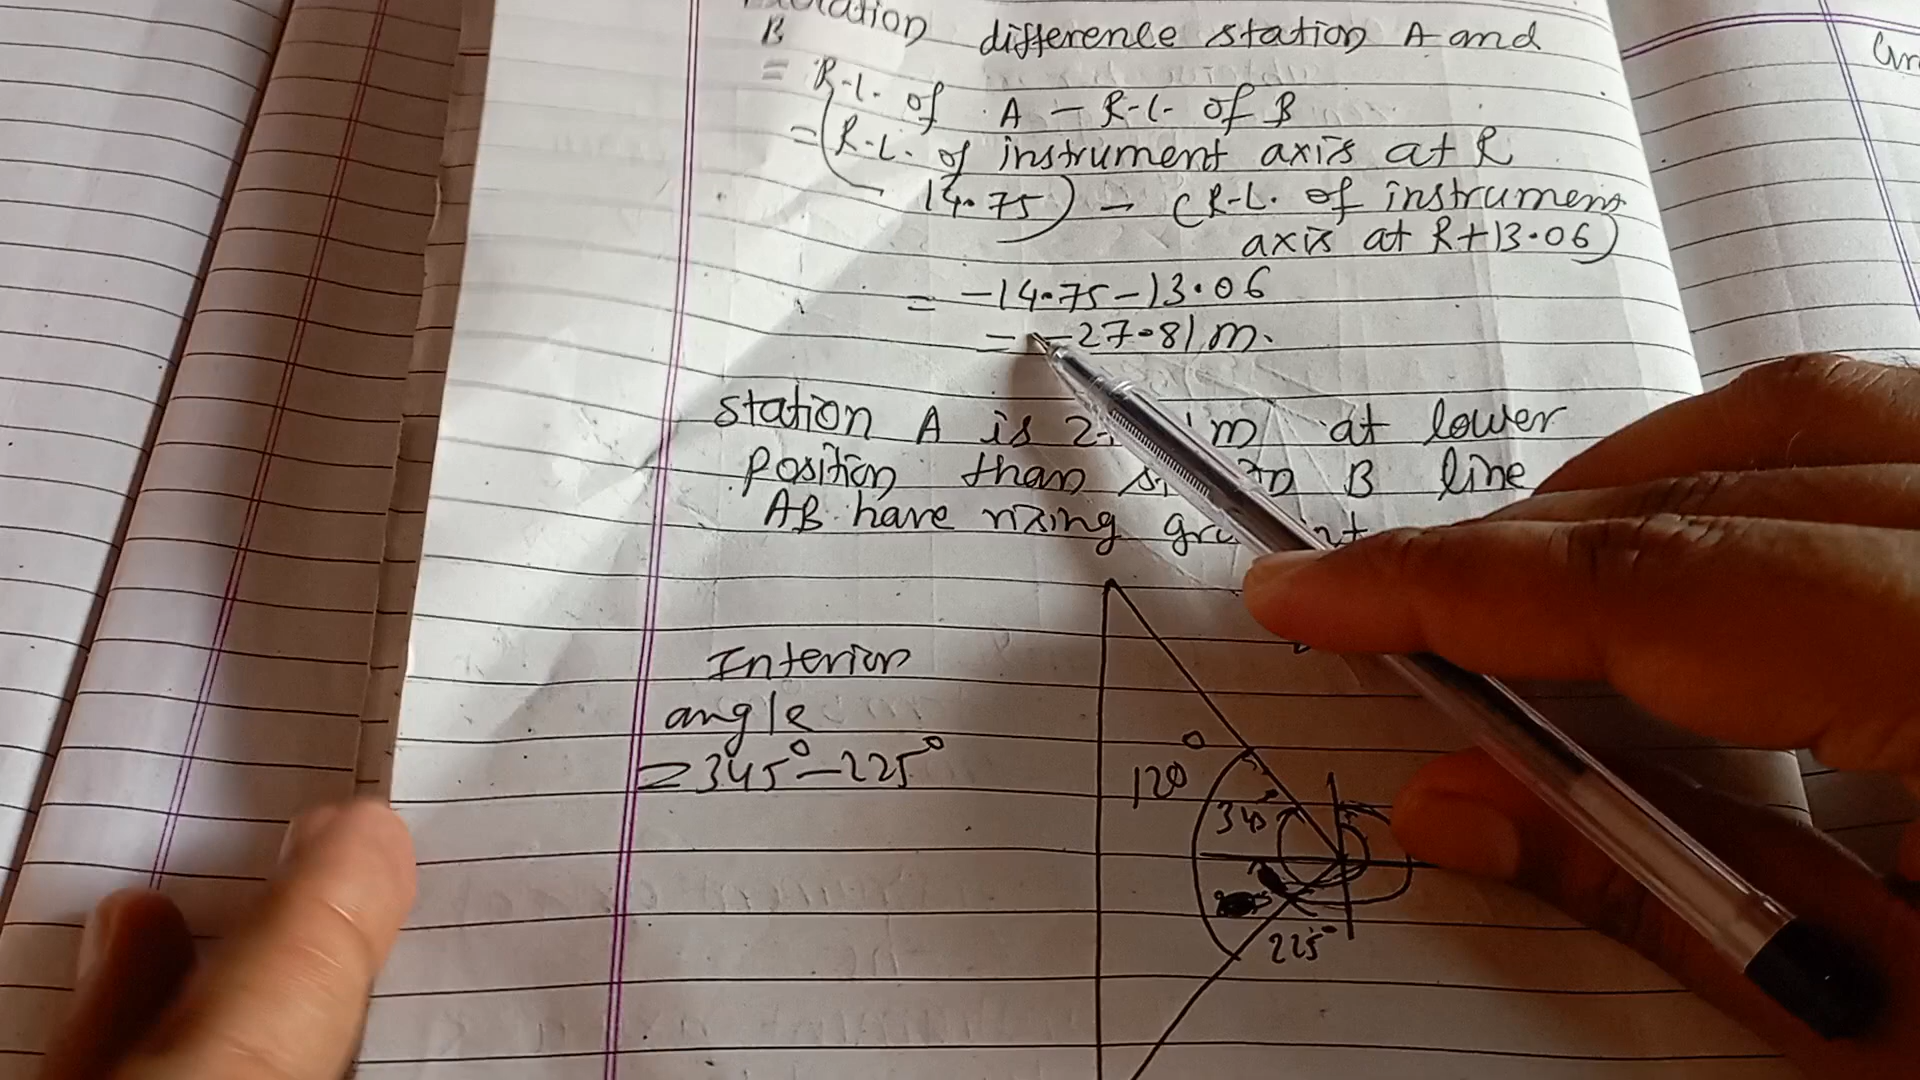 difference station A and
B
= R.L. of A - R.L. of B
= (R.L. of instrument axis at R
14.75) - (R.L. of instrument
axis at R+13.06)
= -14.75-13.06
= -27.81m.
station A is m at lower
position than B line
AB have rixing
Interior
angle
=345°-225°
120°
345
225°